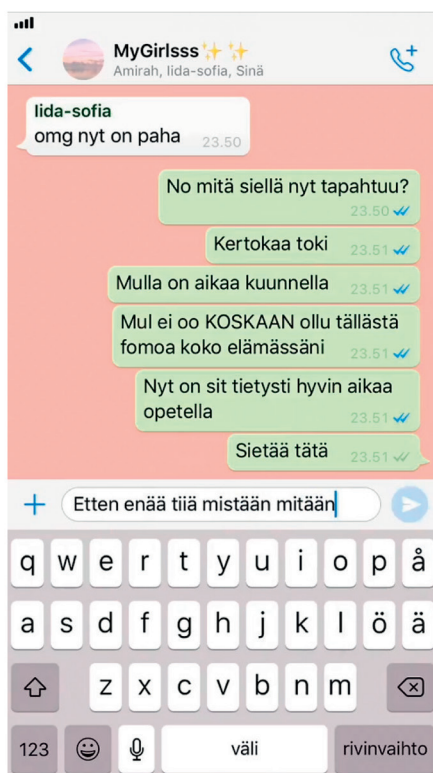 MyGirlsss✨✨
Amirah, Iida-sofia, Sinä
Iida-sofia
omg nyt on paha 23.50
No mitä siellä nyt tapahtuu?
23.50
Kertokaa toki 23.51
Mulla on aikaa kuunnella 23.51
Mul ei oo KOSKAAN ollu tällästä
fomoa koko elämässäni 23.51
Nyt on sit tietysti hyvin aikaa
opetella 23.51
Sietää tätä 23.51
Etten enää tiiä mistään mitään
q w e r t y u i o p å
a s d f g h j k l ö ä
z x c v b n m
123 väli rivinvaihto